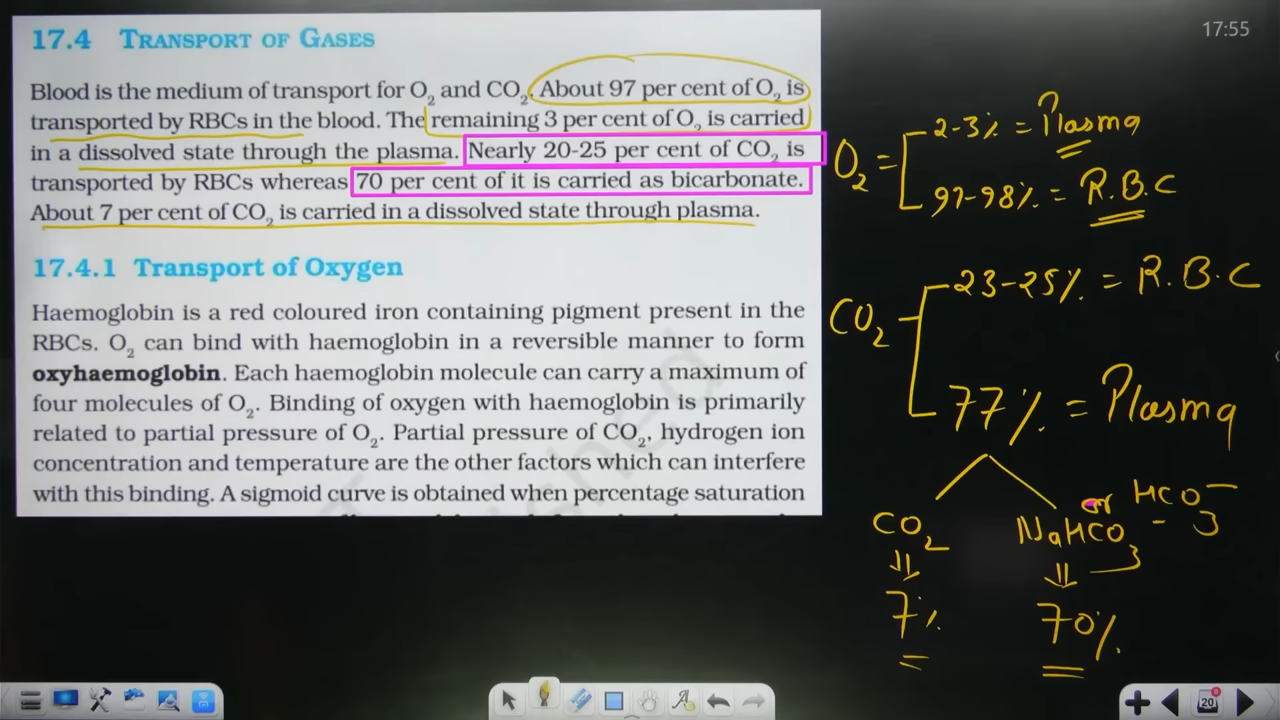 17:55
17.4 TRANSPORT OF GASES
Blood is the medium of transport for O₂ and CO₂. About 97 per cent of O₂ is
transported by RBCs in the blood. The remaining 3 per cent of O₂ is carried
in a dissolved state through the plasma. Nearly 20-25 per cent of CO₂ is
transported by RBCs whereas 70 per cent of it is carried as bicarbonate.
About 7 per cent of CO₂ is carried in a dissolved state through plasma.
17.4.1 Transport of Oxygen
Haemoglobin is a red coloured iron containing pigment present in the
RBCs. O₂ can bind with haemoglobin in a reversible manner to form
oxyhaemoglobin. Each haemoglobin molecule can carry a maximum of
four molecules of O₂. Binding of oxygen with haemoglobin is primarily
related to partial pressure of O₂. Partial pressure of CO₂, hydrogen ion
concentration and temperature are the other factors which can interfere
with this binding. A sigmoid curve is obtained when percentage saturation
O₂ =
2-3% = Plasma
97-98% = R.B.C
CO₂
23-25% = R.B.C
77% = Plasma
CO₂
NaHCO₃ or HCO₃⁻
7%
70%
20